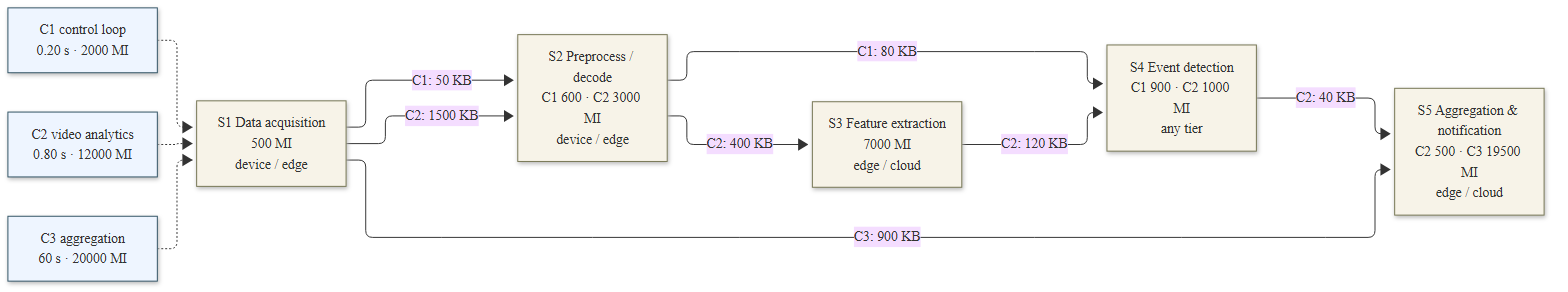 C1 control loop
0.20 s · 2000 MI
C2 video analytics
0.80 s · 12000 MI
C3 aggregation
60 s · 20000 MI
S1 Data acquisition
500 MI
device / edge
C1: 50 KB
C2: 1500 KB
S2 Preprocess /
decode
C1 600 · C2 3000
MI
device / edge
C1: 80 KB
C2: 400 KB
S3 Feature extraction
7000 MI
edge / cloud
C2: 120 KB
C3: 900 KB
S4 Event detection
C1 900 · C2 1000
MI
any tier
C2: 40 KB
S5 Aggregation &
notification
C2 500 · C3 19500
MI
edge / cloud